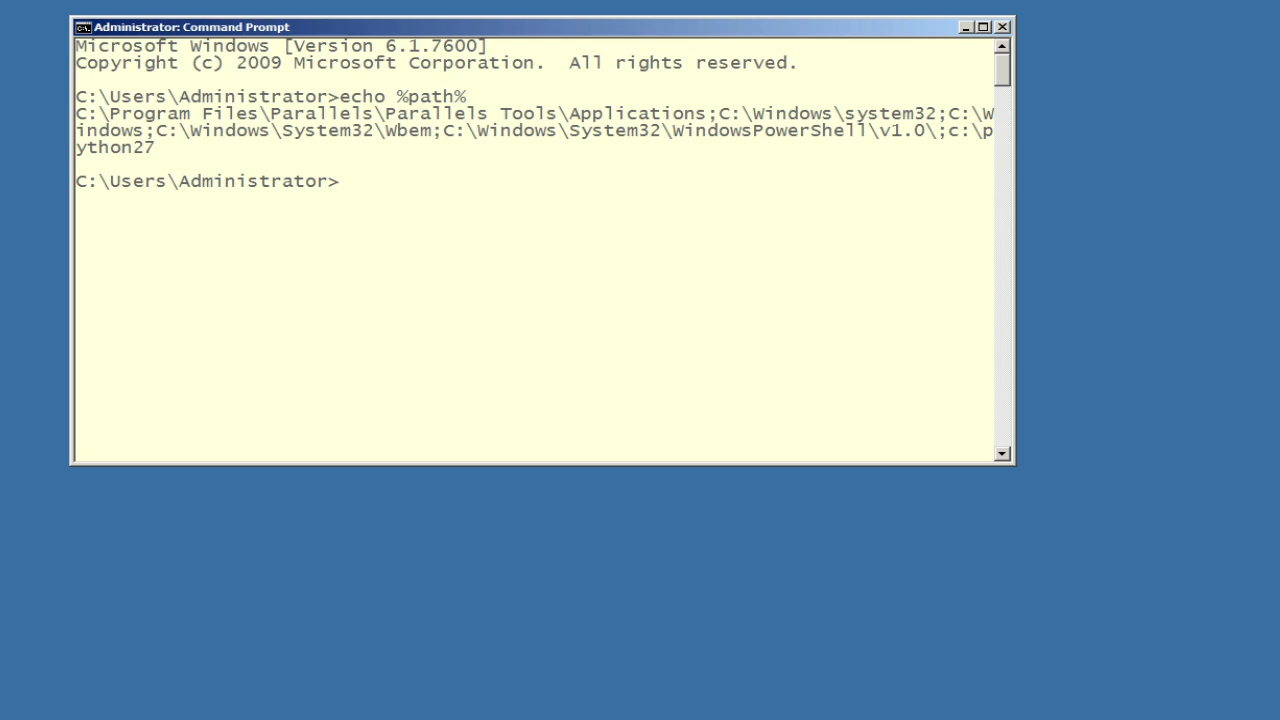 Administrator: Command Prompt
Microsoft Windows [Version 6.1.7600]
Copyright (c) 2009 Microsoft Corporation.  All rights reserved.
C:\Users\Administrator>echo %path%
C:\Program Files\Parallels\Parallels Tools\Applications;C:\Windows\system32;C:\W
indows;C:\Windows\System32\Wbem;C:\Windows\System32\WindowsPowerShell\v1.0\;c:\p
ython27
C:\Users\Administrator>